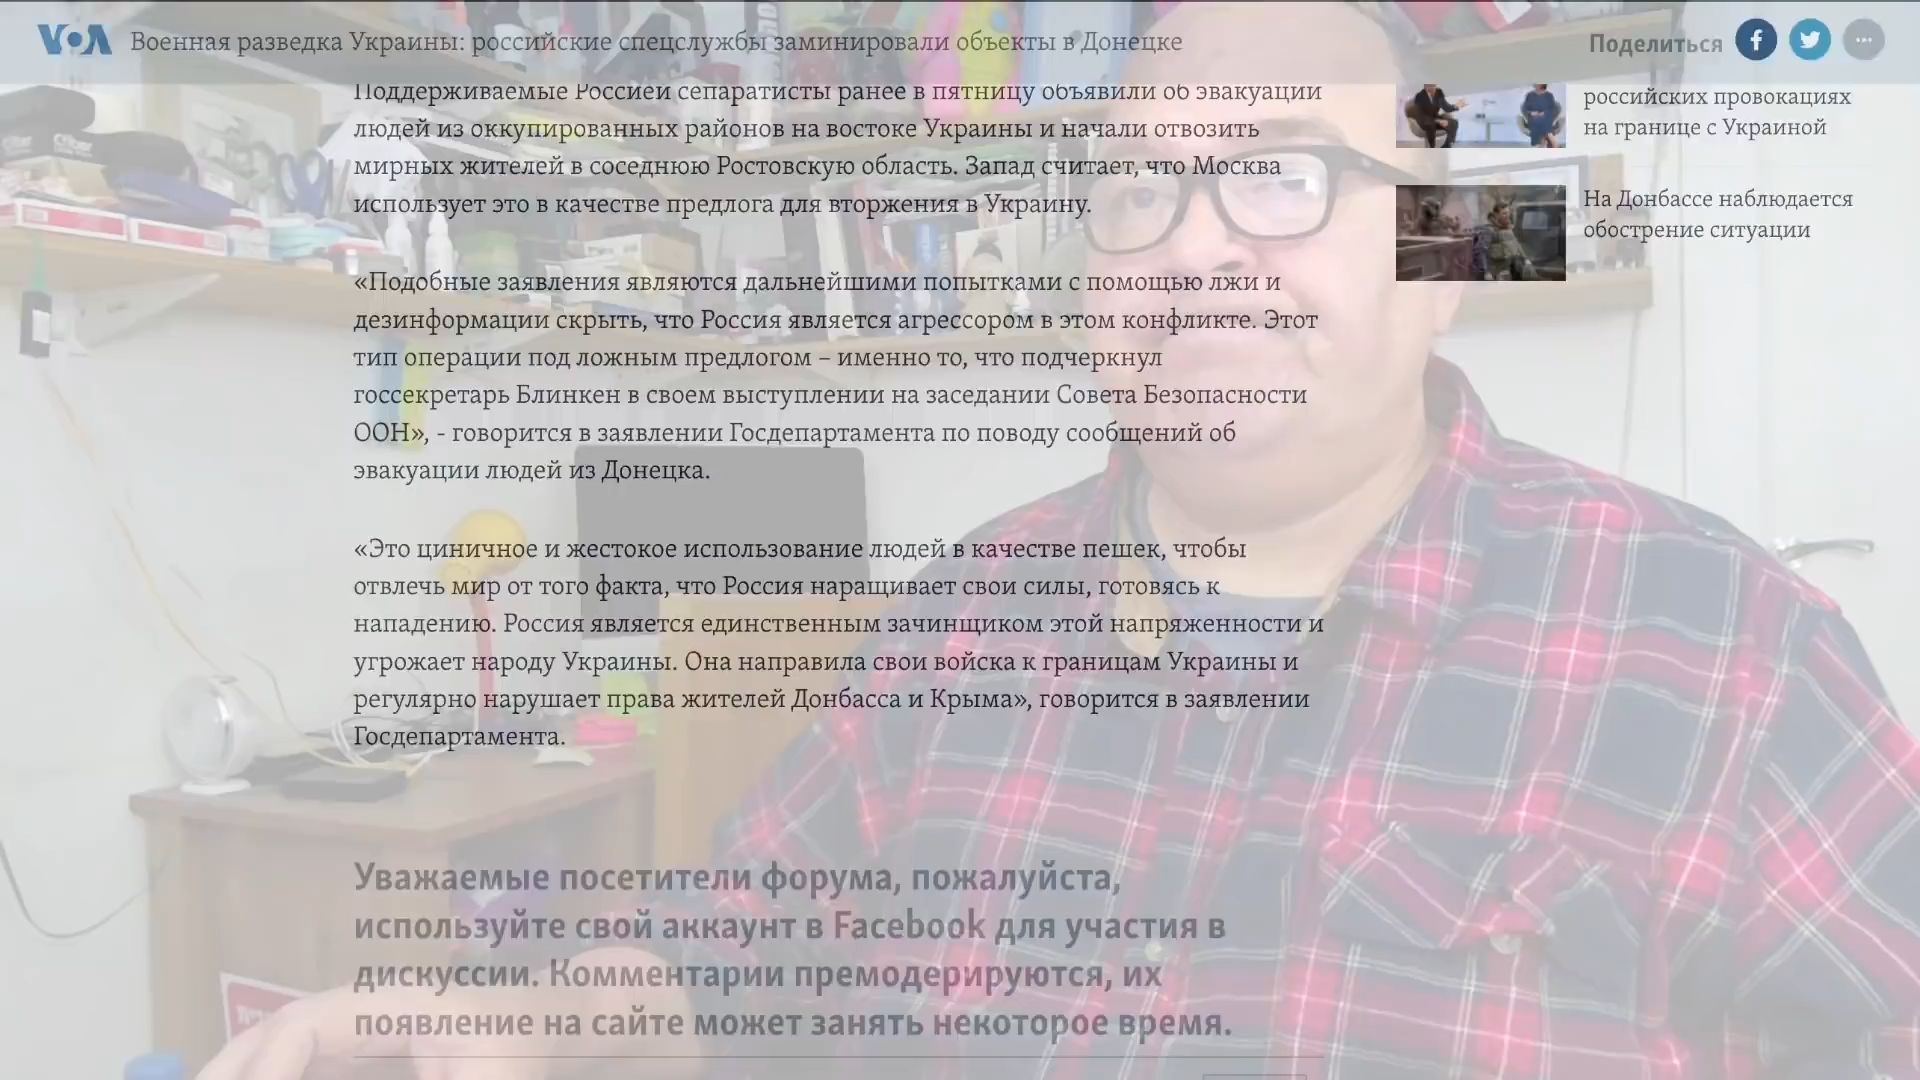 VOA Военная разведка Украины: российские спецслужбы заминировали объекты в Донецке
Поделиться
Поддерживаемые Россией сепаратисты ранее в пятницу объявили об эвакуации
людей из оккупированных районов на востоке Украины и начали отвозить
мирных жителей в соседнюю Ростовскую область. Запад считает, что Москва
использует это в качестве предлога для вторжения в Украину.
«Подобные заявления являются дальнейшими попытками с помощью лжи и
дезинформации скрыть, что Россия является агрессором в этом конфликте. Этот
тип операции под ложным предлогом – именно то, что подчеркнул
госсекретарь Блинкен в своем выступлении на заседании Совета Безопасности
ООН», - говорится в заявлении Госдепартамента по поводу сообщений об
эвакуации людей из Донецка.
«Это циничное и жестокое использование людей в качестве пешек, чтобы
отвлечь мир от того факта, что Россия наращивает свои силы, готовясь к
нападению. Россия является единственным зачинщиком этой напряженности и
угрожает народу Украины. Она направила свои войска к границам Украины и
регулярно нарушает права жителей Донбасса и Крыма», говорится в заявлении
Госдепартамента.
российских провокациях
на границе с Украиной
На Донбассе наблюдается
обострение ситуации
Уважаемые посетители форума, пожалуйста,
используйте свой аккаунт в Facebook для участия в
дискуссии. Комментарии премодерируются, их
появление на сайте может занять некоторое время.